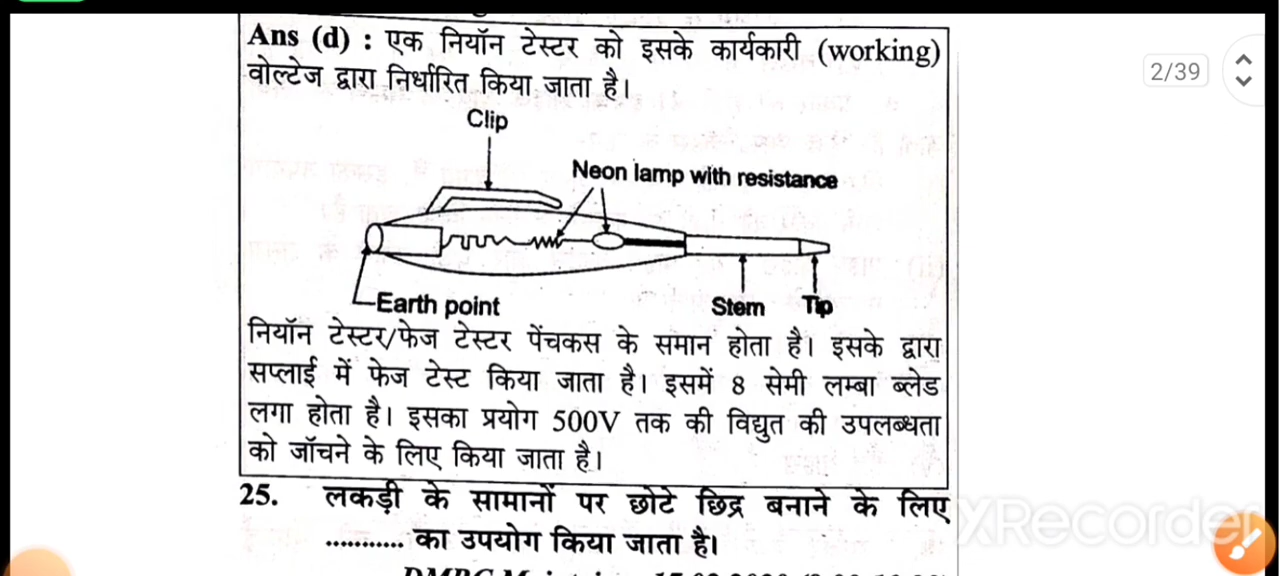 Ans (d) : एक नियॉन टेस्टर को इसके कार्यकारी (working)
वोल्टेज द्वारा निर्धारित किया जाता है।
2/39
Clip
Neon lamp with resistance
Earth point
Stem
Tip
नियॉन टेस्टर/फेज टेस्टर पेंचकस के समान होता है। इसके द्वारा
सप्लाई में फेज टेस्ट किया जाता है। इसमें 8 सेमी लम्बा ब्लेड
लगा होता है। इसका प्रयोग 500V तक की विद्युत की उपलब्धता
को जाँचने के लिए किया जाता है।
25. लकड़ी के सामानों पर छोटे छिद्र बनाने के लिए
............ का उपयोग किया जाता है।
XRecorder